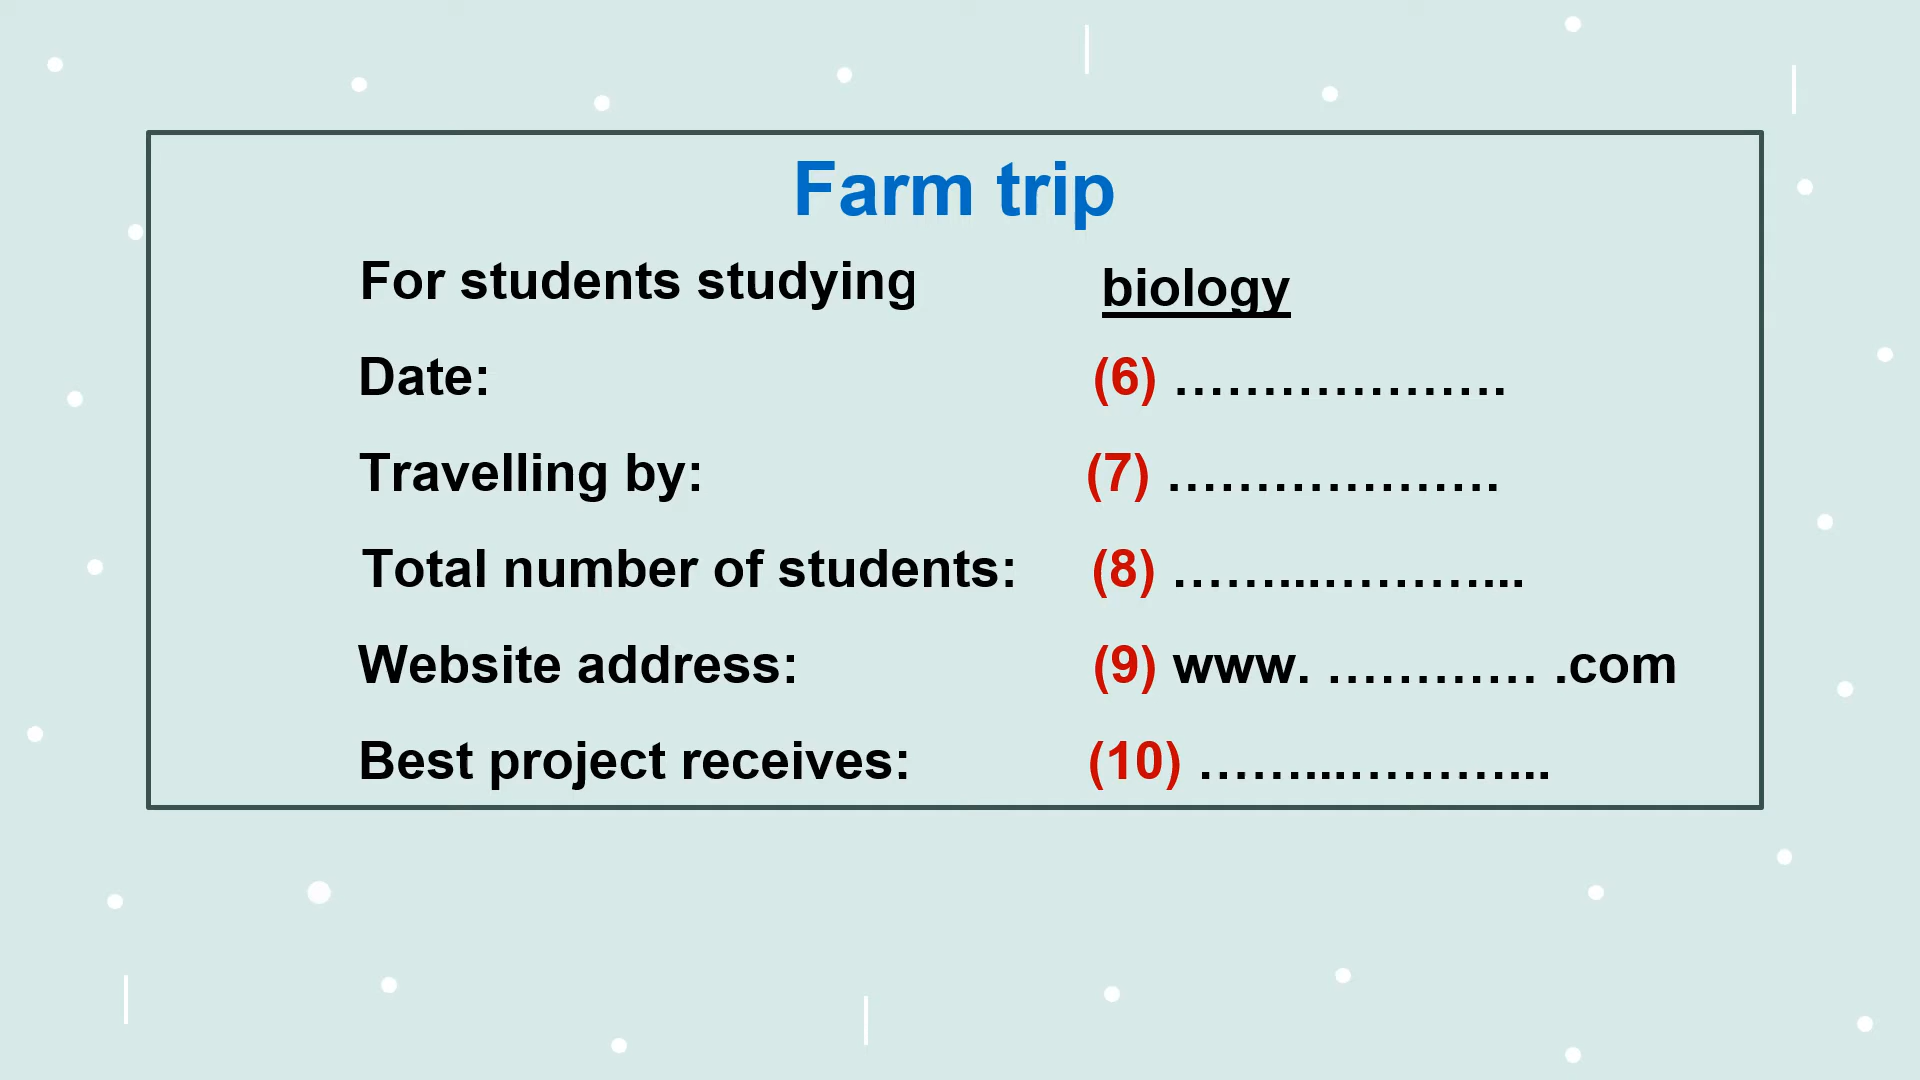 Farm trip
For students studying biology
Date: (6) ………………….
Travelling by: (7) ………………….
Total number of students: (8) ……...………...
Website address: (9) www. ………… .com
Best project receives: (10) ……...………...